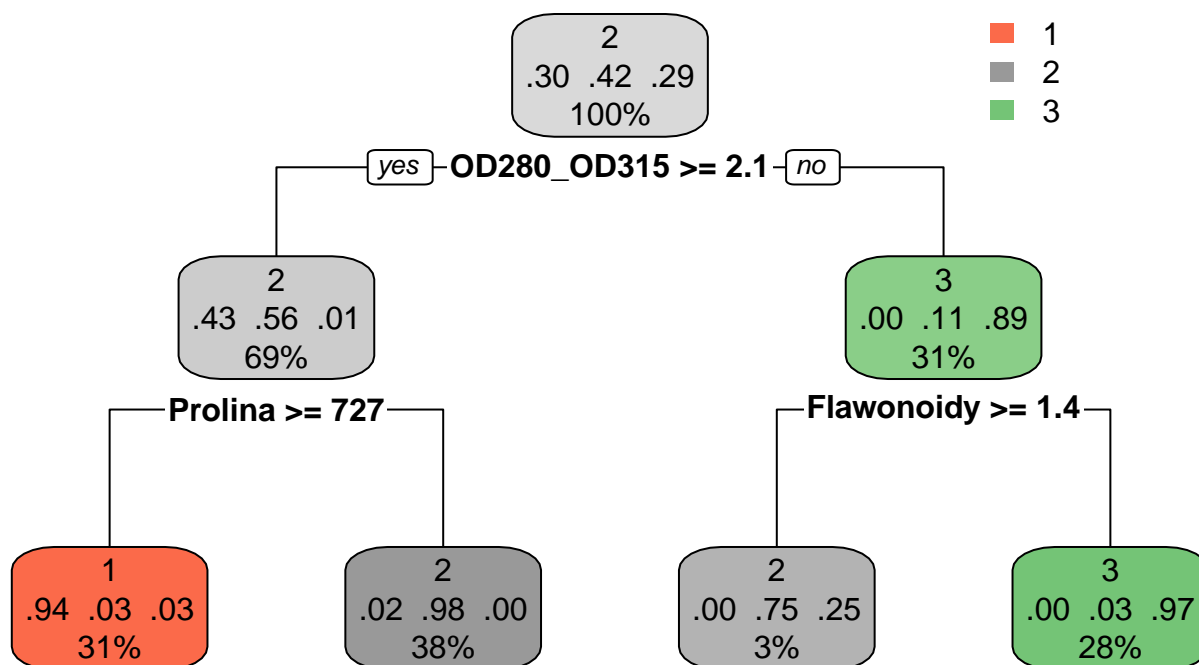 2
.30 .42 .29
100%
1
2
3
yes OD280_OD315 >= 2.1 no
2
.43 .56 .01
69%
3
.00 .11 .89
31%
Prolina >= 727
Flawonoidy >= 1.4
1
.94 .03 .03
31%
2
.02 .98 .00
38%
2
.00 .75 .25
3%
3
.00 .03 .97
28%